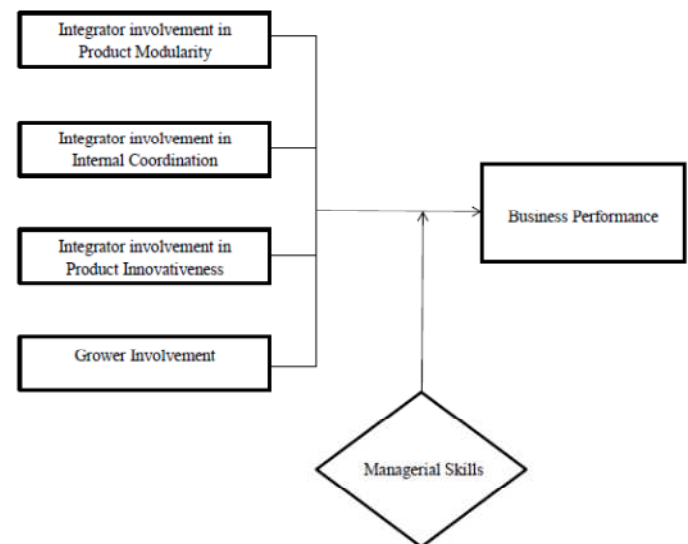 Integrator involvement in
Product Modularity
Integrator involvement in
Internal Coordination
Integrator involvement in
Product Innovativeness
Grower Involvement
Business Performance
Managerial Skills